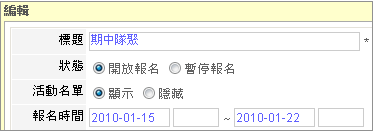 編輯
標題 期中隊聚 *
狀態 開放報名 暫停報名
活動名單 顯示 隱藏
報名時間 2010-01-15 ~ 2010-01-22